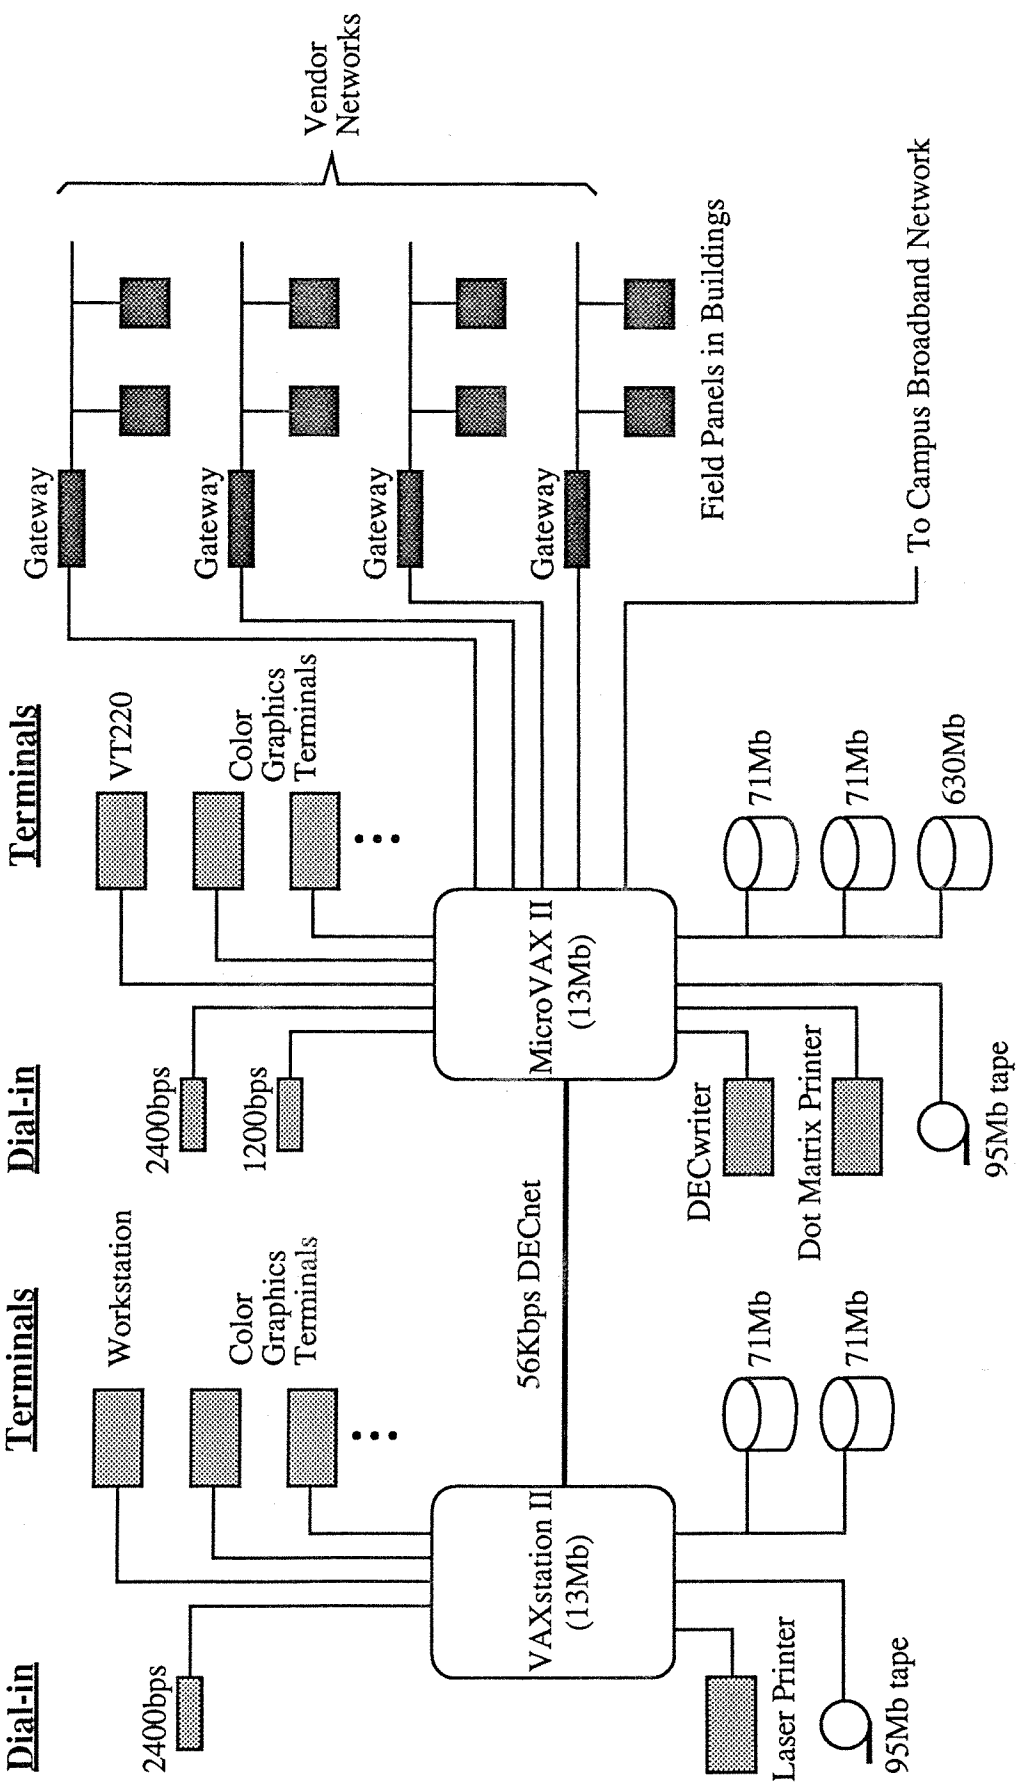 Dial-in
Terminals
Dial-in
Terminals
2400bps
Workstation
Color
Graphics
Terminals
2400bps
1200bps
VT220
Color
Graphics
Terminals
Gateway
Gateway
Gateway
Gateway
Vendor
Networks
VAXstation II
(13Mb)
56Kbps DECnet
MicroVAX II
(13Mb)
Field Panels in Buildings
Laser Printer
95Mb tape
71Mb
71Mb
DECwriter
Dot Matrix Printer
95Mb tape
71Mb
71Mb
630Mb
To Campus Broadband Network